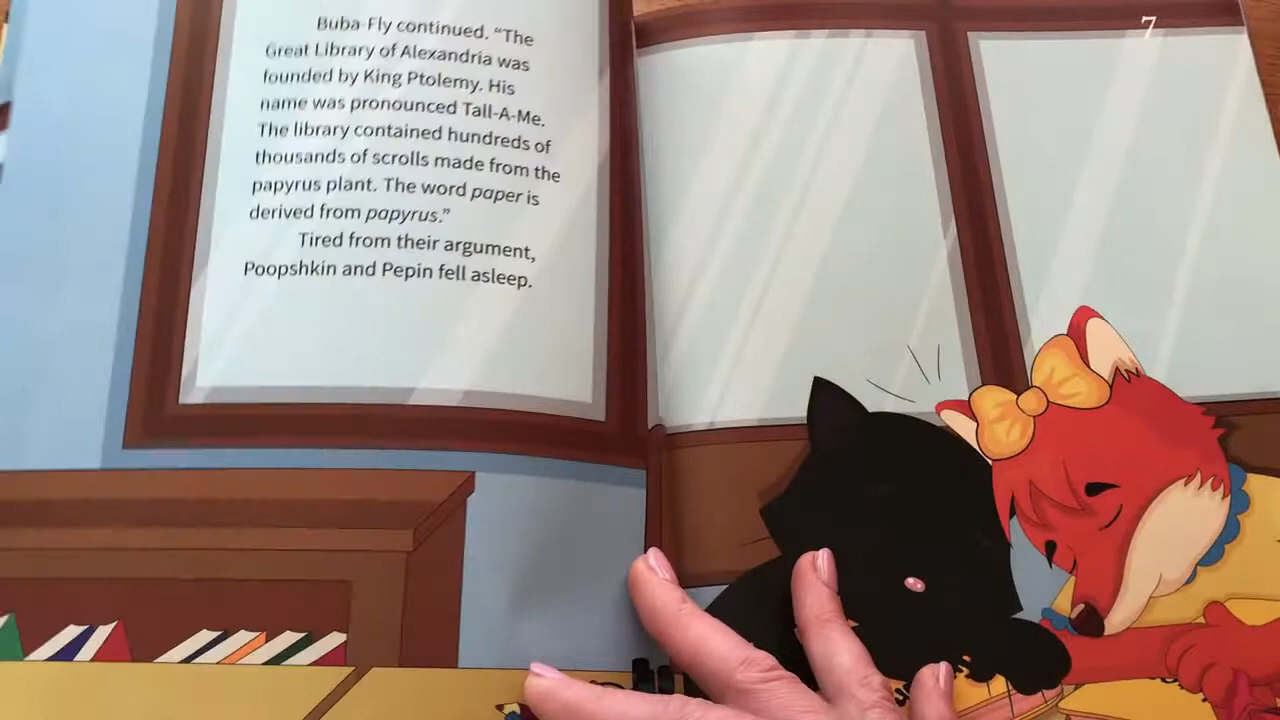 Buba-Fly continued. “The
Great Library of Alexandria was
founded by King Ptolemy. His
name was pronounced Tall-A-Me.
The library contained hundreds of
thousands of scrolls made from the
papyrus plant. The word paper is
derived from papyrus.”
Tired from their argument,
Poopshkin and Pepin fell asleep.
7